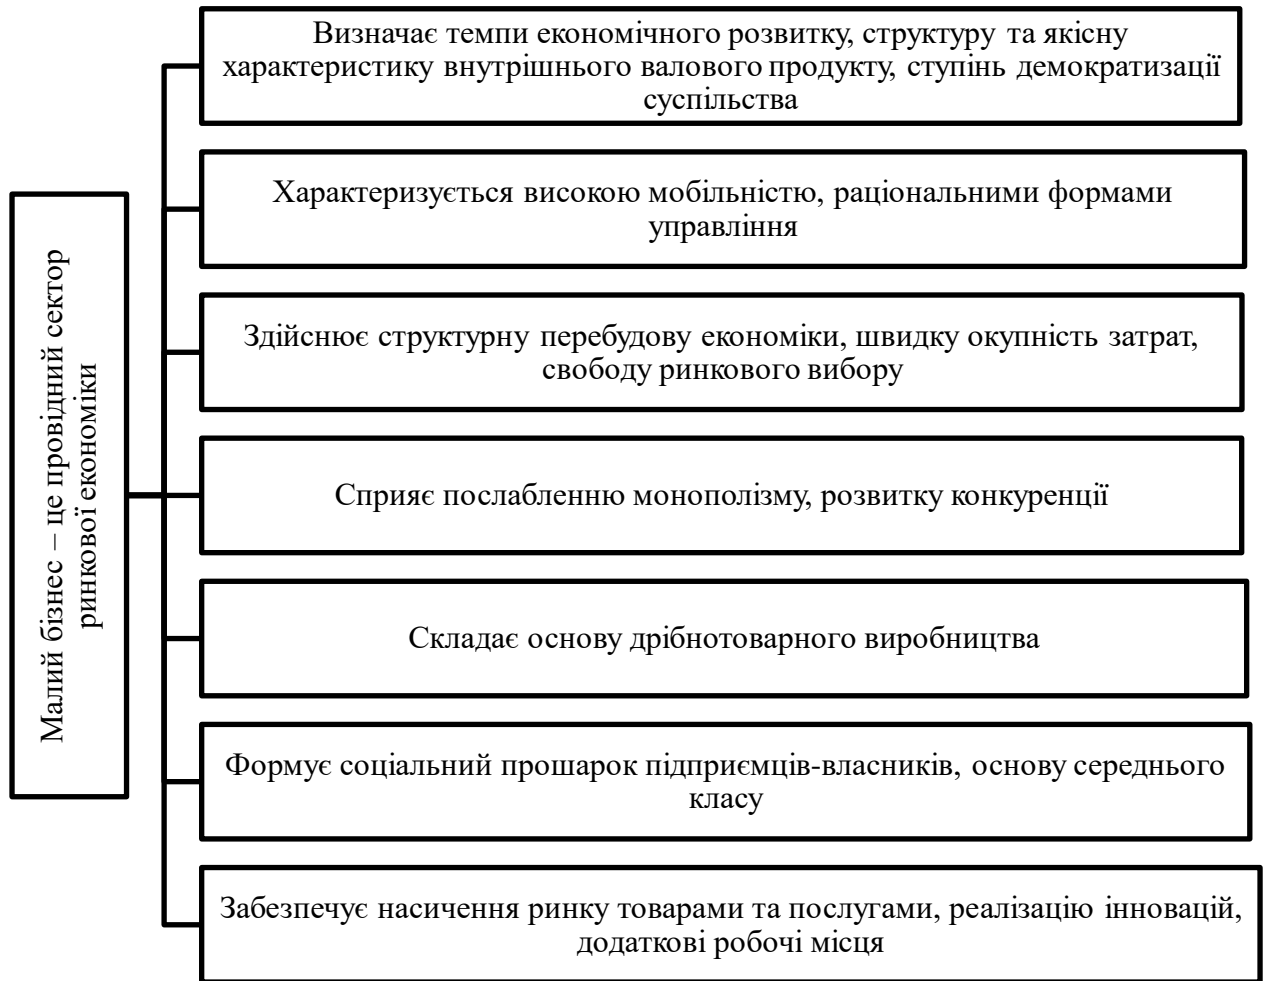 Малий бізнес – це провідний сектор
ринкової економіки
Визначає темпи економічного розвитку, структуру та якісну
характеристику внутрішнього валового продукту, ступінь демократизації
суспільства
Характеризується високою мобільністю, раціональними формами
управління
Здійснює структурну перебудову економіки, швидку окупність затрат,
свободу ринкового вибору
Сприяє послабленню монополізму, розвитку конкуренції
Складає основу дрібнотоварного виробництва
Формує соціальний прошарок підприємців-власників, основу середнього
класу
Забезпечує насичення ринку товарами та послугами, реалізацію інновацій,
додаткові робочі місця